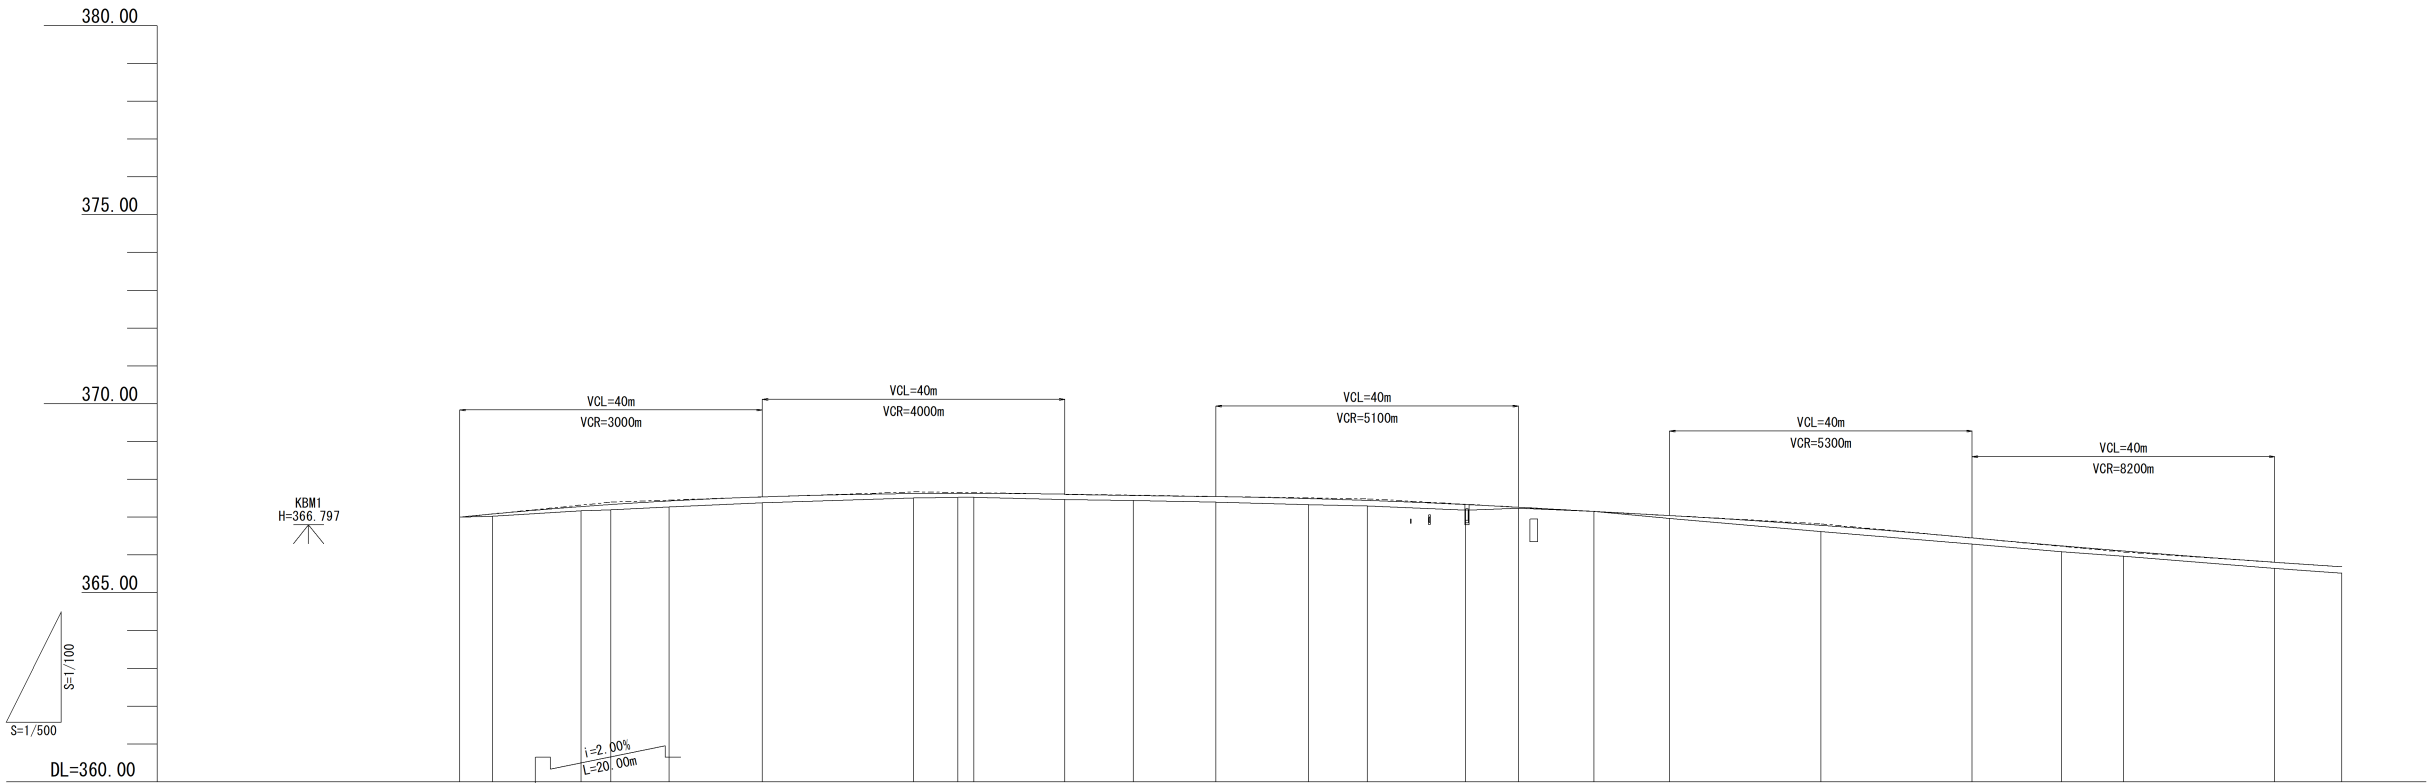 380.00
375.00
370.00
VCL=40m
VCR=3000m
VCL=40m
VCR=4000m
VCL=40m
VCR=5100m
VCL=40m
VCR=5300m
VCL=40m
VCR=8200m
KBM1
H=366.797
365.00
S=1/100
S=1/500
i=2.00%
L=20.00m
DL=360.00